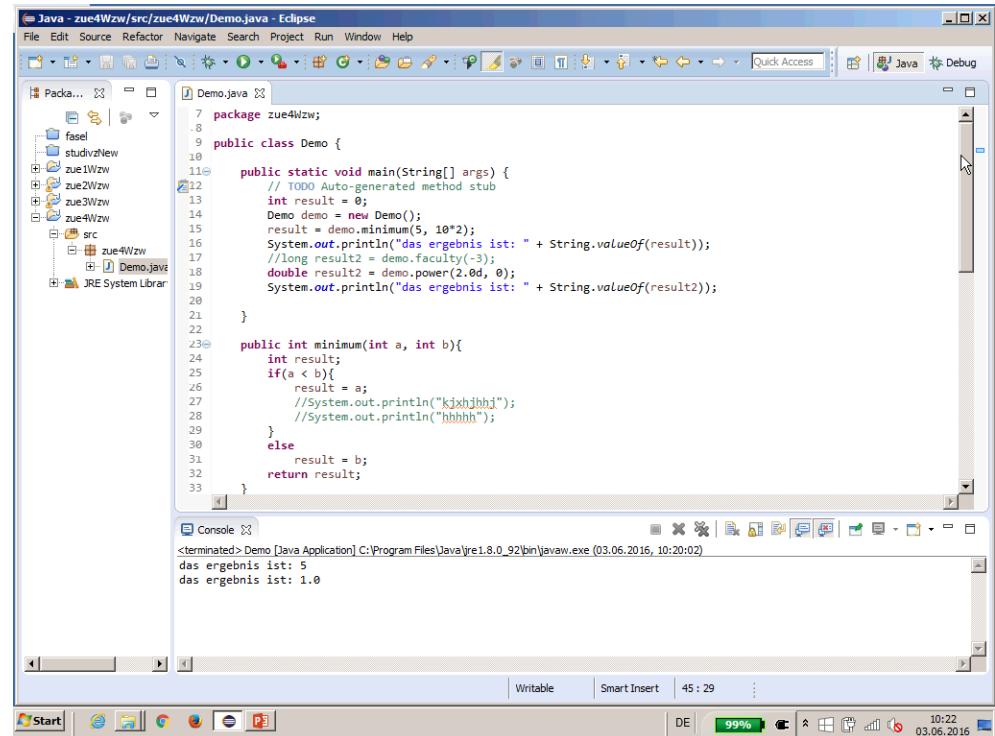 Java - zue4Wzw/src/zue4Wzw/Demo.java - Eclipse
File Edit Source Refactor Navigate Search Project Run Window Help
Quick Access Java Debug
Packa...
fasel
studivzNew
zue1Wzw
zue2Wzw
zue3Wzw
zue4Wzw
src
zue4Wzw
Demo.java
JRE System Librar
Demo.java
7 package zue4Wzw;
8
9 public class Demo {
10
11 public static void main(String[] args) {
12 // TODO Auto-generated method stub
13 int result = 0;
14 Demo demo = new Demo();
15 result = demo.minimum(5, 10*2);
16 System.out.println("das ergebnis ist: " + String.valueOf(result));
17 //long result2 = demo.faculty(-3);
18 double result2 = demo.power(2.0d, 0);
19 System.out.println("das ergebnis ist: " + String.valueOf(result2));
20
21 }
22
23 public int minimum(int a, int b){
24 int result;
25 if(a < b){
26 result = a;
27 //System.out.println("kjxhjhhj");
28 //System.out.println("hhhhh");
29 }
30 else
31 result = b;
32 return result;
33 }
Console
<terminated> Demo [Java Application] C:\Program Files\Java\jre1.8.0_92\bin\javaw.exe (03.06.2016, 10:20:02)
das ergebnis ist: 5
das ergebnis ist: 1.0
Writable Smart Insert 45 : 29
Start DE 99% 10:22
03.06.2016